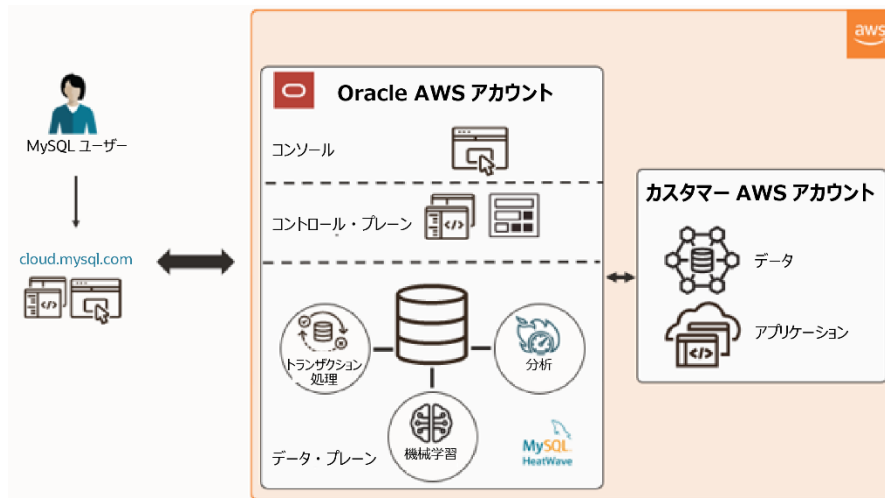 aws
Oracle AWS アカウント
MySQL ユーザー
コンソール
コントロール・プレーン
cloud.mysql.com
カスタマー AWS アカウント
データ
アプリケーション
トランザクション
処理
分析
機械学習
データ・プレーン
MySQL
HeatWave